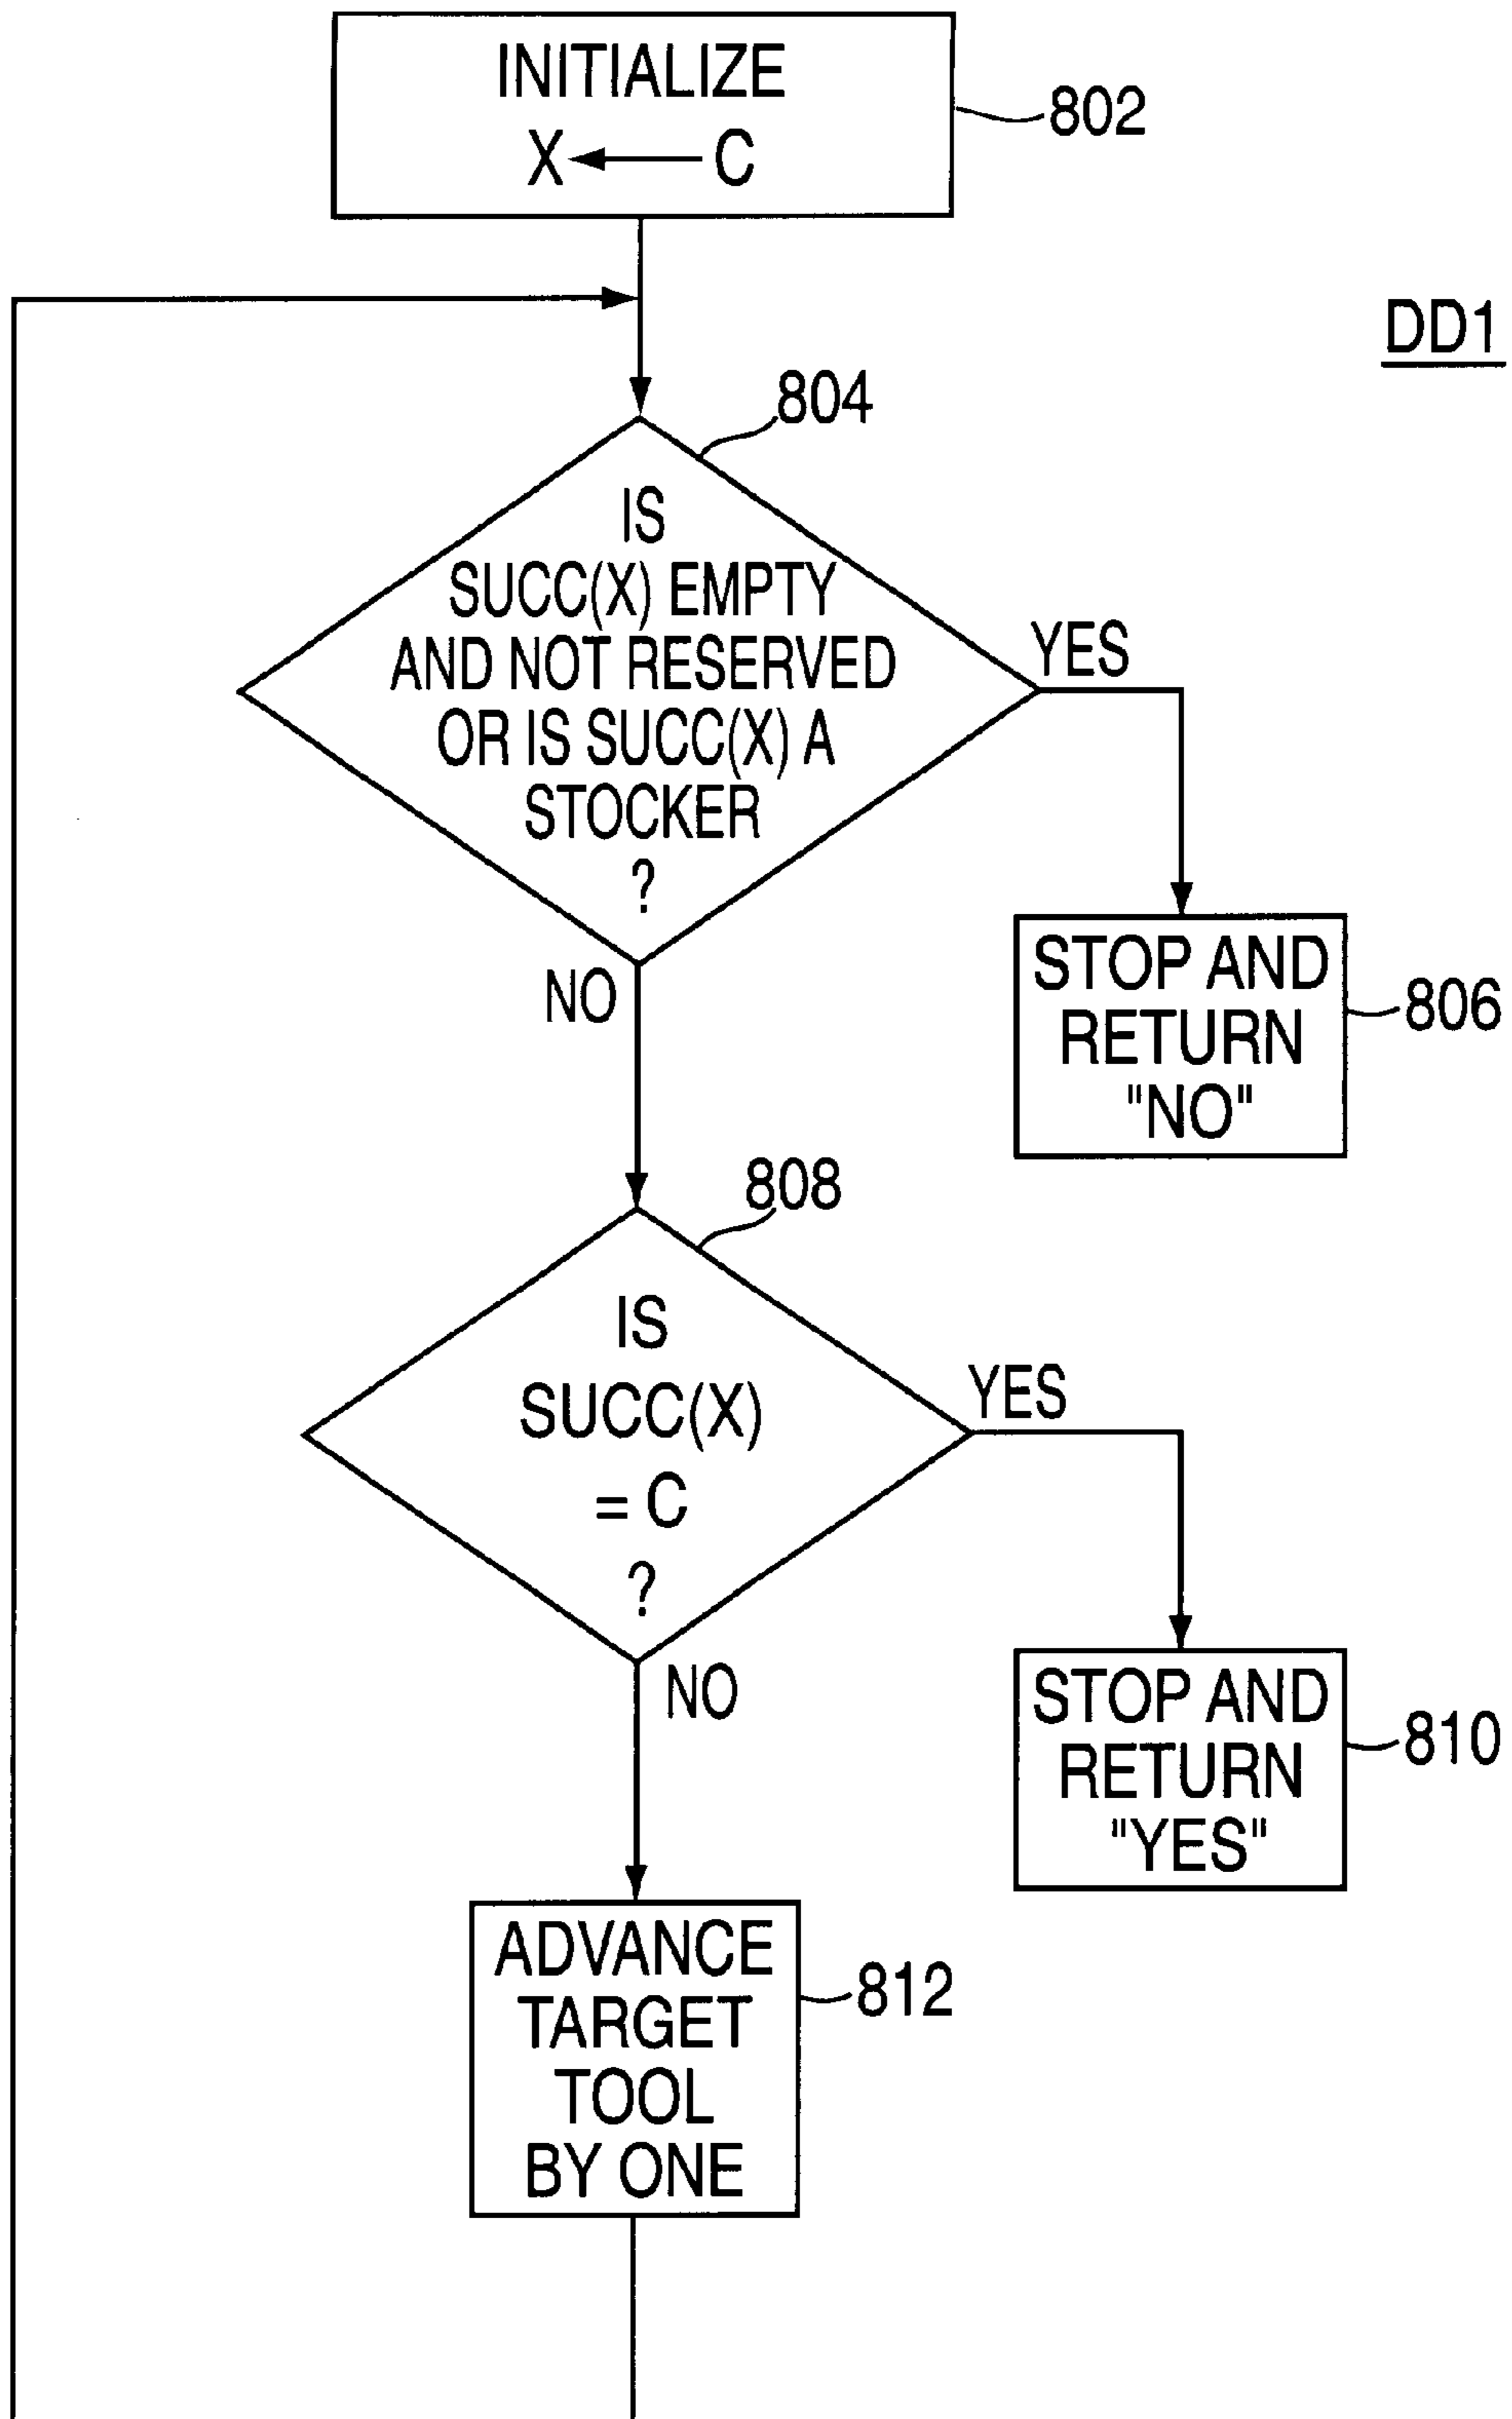 INITIALIZE
X ← C
802
DD1
804
IS
SUCC(X) EMPTY
AND NOT RESERVED
OR IS SUCC(X) A
STOCKER
?
YES
NO
STOP AND
RETURN
"NO"
806
808
IS
SUCC(X)
= C
?
YES
NO
STOP AND
RETURN
"YES"
810
ADVANCE
TARGET
TOOL
BY ONE
812